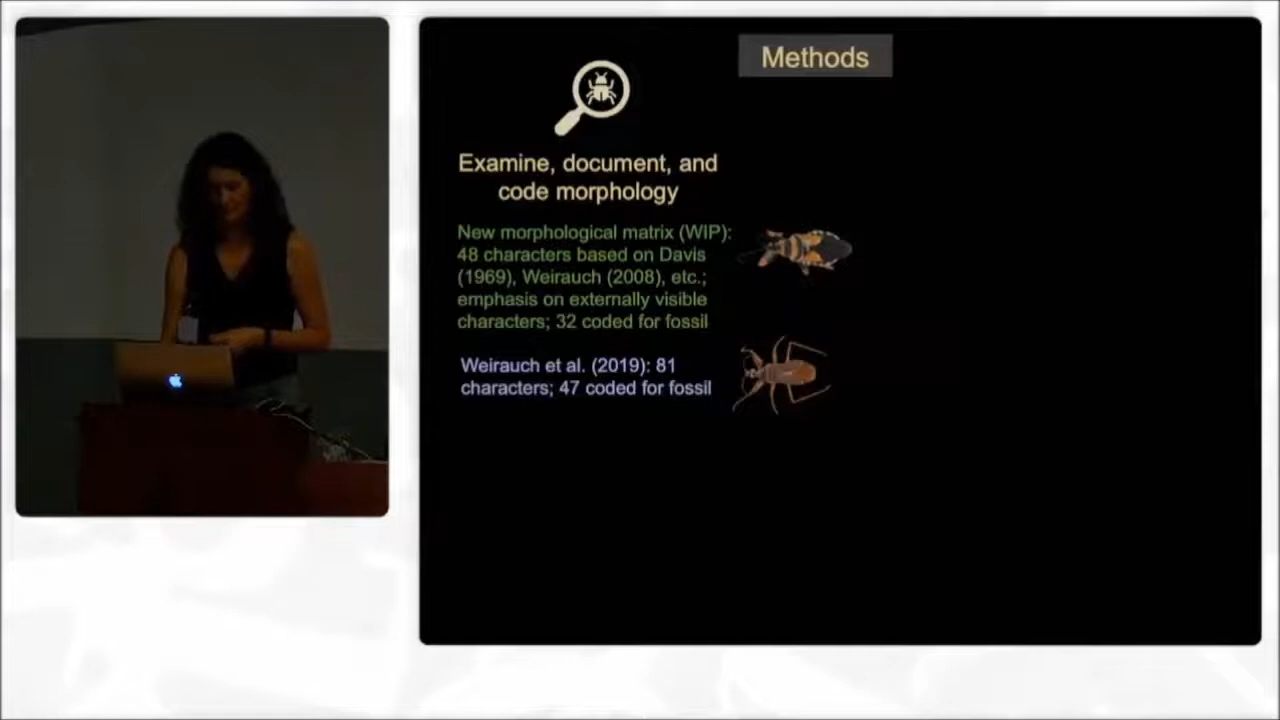 Methods
Examine, document, and
code morphology
New morphological matrix (WIP):
48 characters based on Davis
(1969), Weirauch (2008), etc.;
emphasis on externally visible
characters; 32 coded for fossil
Weirauch et al. (2019): 81
characters; 47 coded for fossil